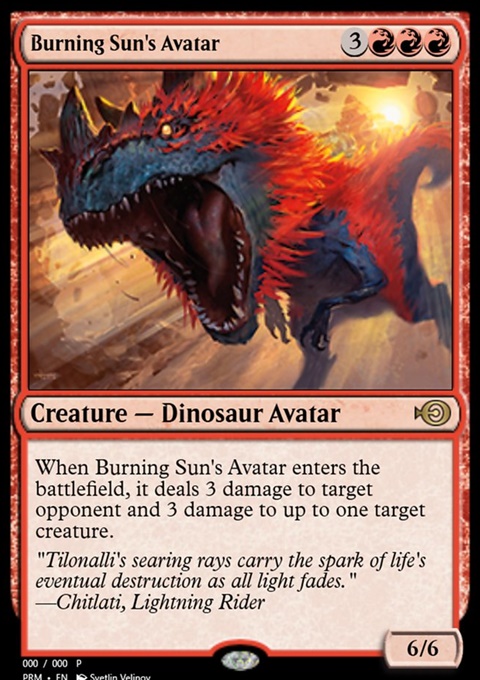 Burning Sun's Avatar 3
Creature — Dinosaur Avatar
When Burning Sun's Avatar enters the
battlefield, it deals 3 damage to target
opponent and 3 damage to up to one target
creature.
"Tilonalli's searing rays carry the spark of life's
eventual destruction as all light fades."
—Chitlati, Lightning Rider
6/6
000 / 000 P
PRM • EN Svetlin Velinov